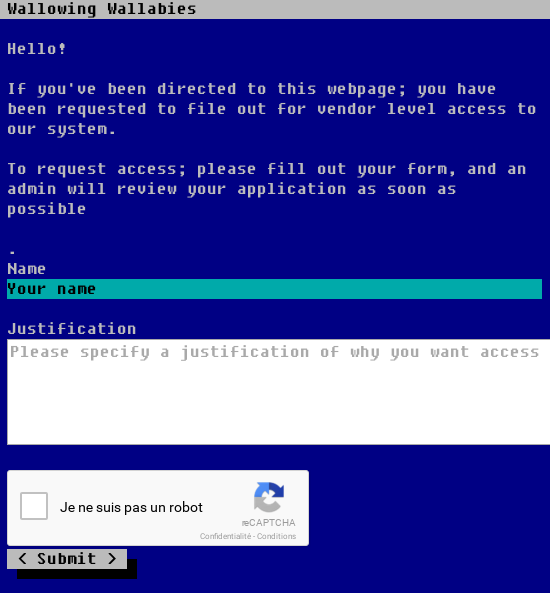 Wallowing Wallabies
Hello!
If you've been directed to this webpage; you have
been requested to file out for vendor level access to
our system.
To request access; please fill out your form, and an
admin will review your application as soon as
possible
.
Name
Your name
Justification
Please specify a justification of why you want access
Je ne suis pas un robot
reCAPTCHA
Confidentialité - Conditions
< Submit >